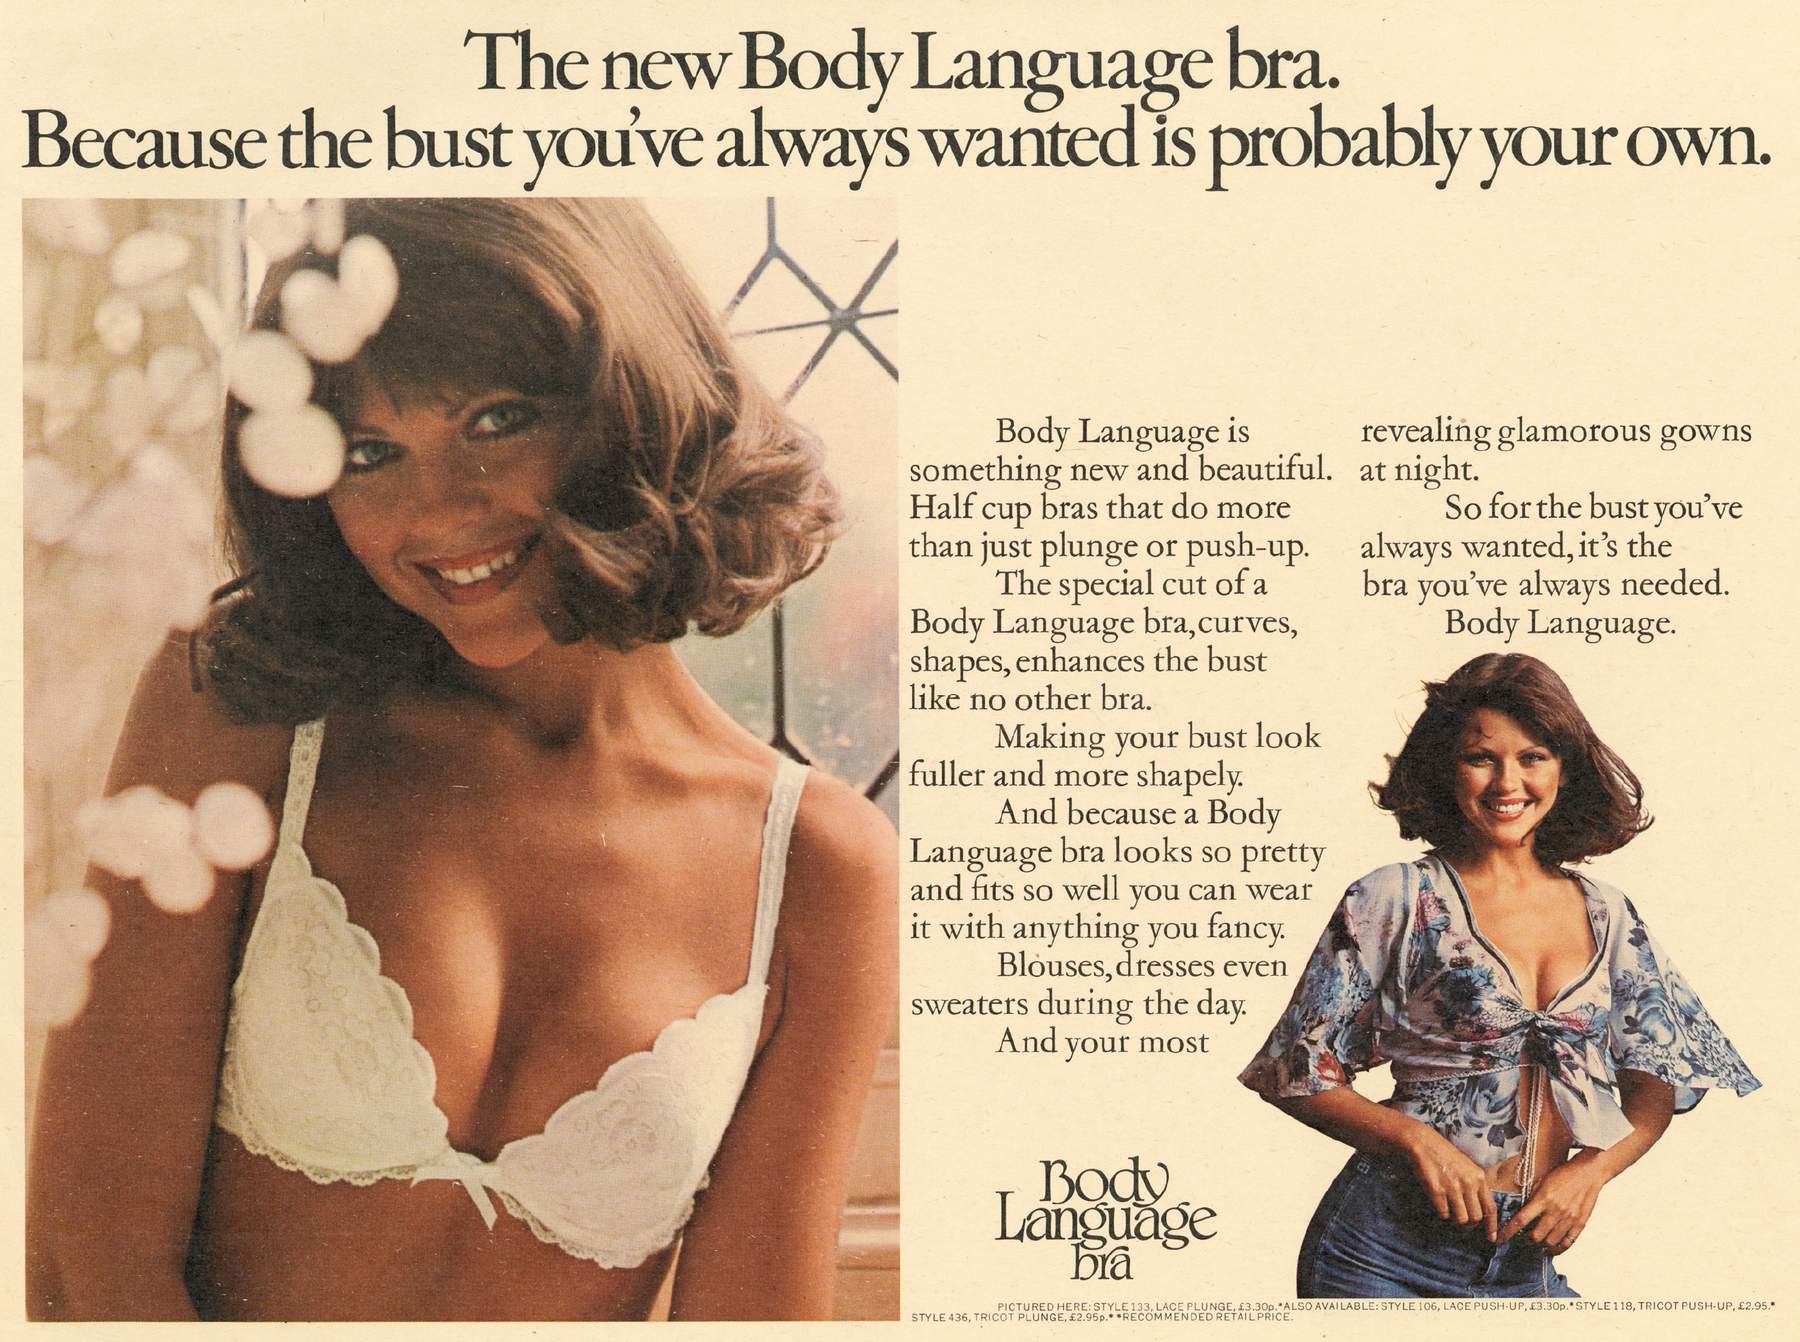 The new Body Language bra.
Because the bust you've always wanted is probably your own.
Body Language is
something new and beautiful.
Half cup bras that do more
than just plunge or push-up.
The special cut of a
Body Language bra, curves,
shapes, enhances the bust
like no other bra.
Making your bust look
fuller and more shapely.
And because a Body
Language bra looks so pretty
and fits so well you can wear
it with anything you fancy.
Blouses, dresses even
sweaters during the day.
And your most
revealing glamorous gowns
at night.
So for the bust you've
always wanted, it's the
bra you've always needed.
Body Language.
Body
Language
bra
PICTURED HERE: STYLE 133, LACE PLUNGE, £3.30p.* ALSO AVAILABLE: STYLE 106, LACE PUSH-UP, £3.30p.* STYLE 118, TRICOT PUSH-UP, £2.95.*
STYLE 436, TRICOT PLUNGE, £2.95p.* *RECOMMENDED RETAIL PRICE.